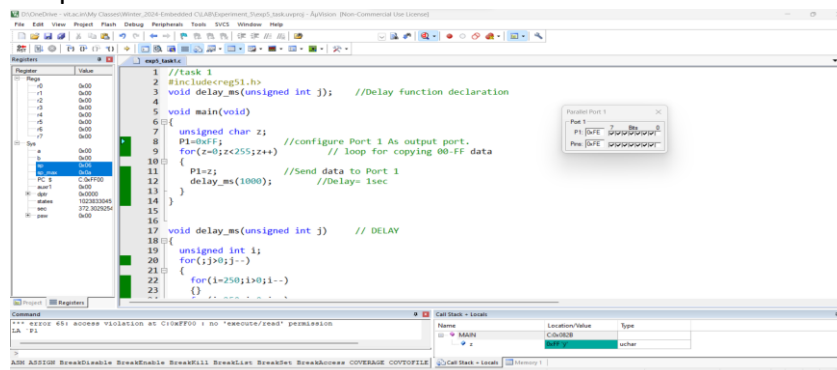 D:\OneDrive - vit.ac.in\My Classes\Winter_2024-Embedded C\LAB\Experiment_5\exp5_task.uvproj - µVision [Non-Commercial Use License]
File Edit View Project Flash Debug Peripherals Tools SVCS Window Help
Registers
exp5_task1.c
Register Value
Regs
r0 0x00
r1 0x00
r2 0x00
r3 0x00
r4 0x00
r5 0x00
r6 0x00
r7 0x00
Sys
a 0x00
b 0x00
sp 0x06
sp_max 0x0a
PC $ C:0xFF00
auxr1 0x00
dptr 0x0000
states 1023833045
sec 372.3029254
psw 0x00
1 //task 1
2 #include<reg51.h>
3 void delay_ms(unsigned int j); //Delay function declaration
4
5 void main(void)
6 {
7 unsigned char z;
8 P1=0xFF; //configure Port 1 As output port.
9 for(z=0;z<255;z++) // loop for copying 00-FF data
10 {
11 P1=z; //Send data to Port 1
12 delay_ms(1000); //Delay= 1sec
13 }
14 }
15
16
17 void delay_ms(unsigned int j) // DELAY
18 {
19 unsigned int i;
20 for(;j>0;j--)
21 {
22 for(i=250;i>0;i--)
23 {}
Parallel Port 1
Port 1
7 Bits 0
P1: 0xFE
Pins: 0xFE
Project Registers
Command
*** error 65: access violation at C:0xFF00 : no 'execute/read' permission
LA `P1
>
ASM ASSIGN BreakDisable BreakEnable BreakKill BreakList BreakSet BreakAccess COVERAGE COVTOFILE
Call Stack + Locals
Name Location/Value Type
MAIN C:0x082B
z 0xFF 'ÿ' uchar
Call Stack + Locals Memory 1